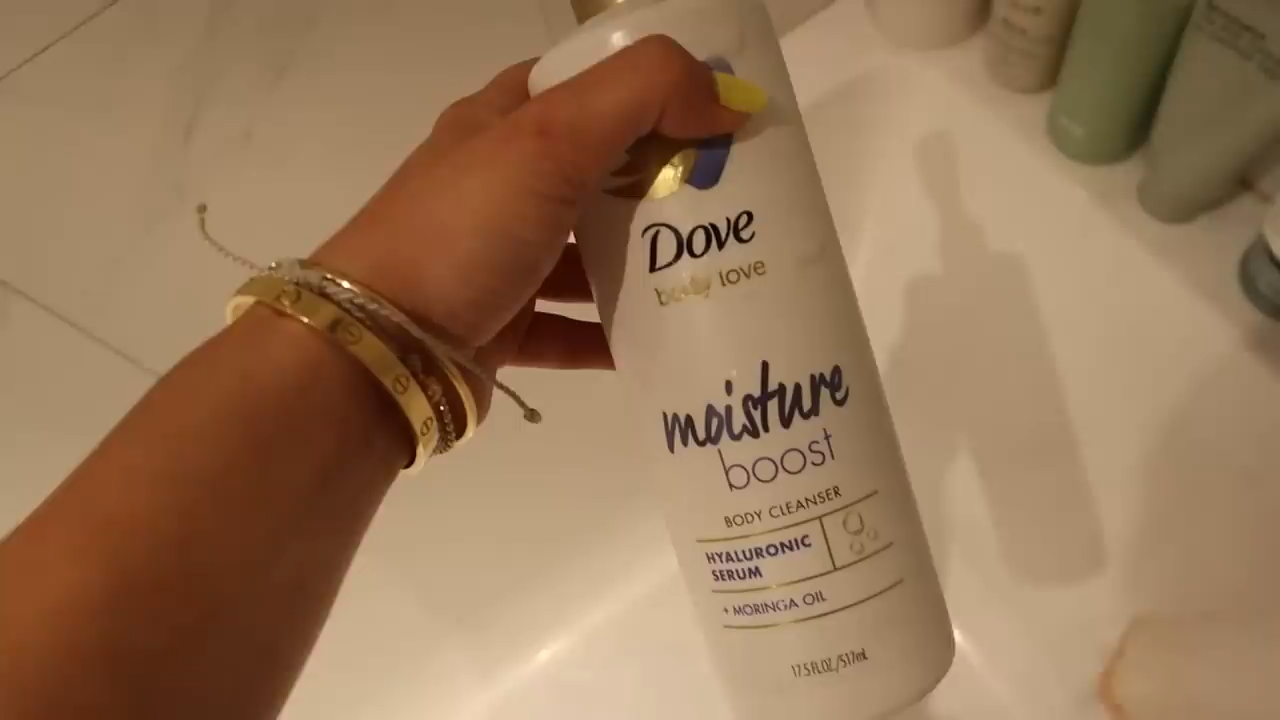 Dove
body love
moisture
boost
BODY CLEANSER
HYALURONIC
SERUM
+ MORINGA OIL
17.5 FL OZ./517ml